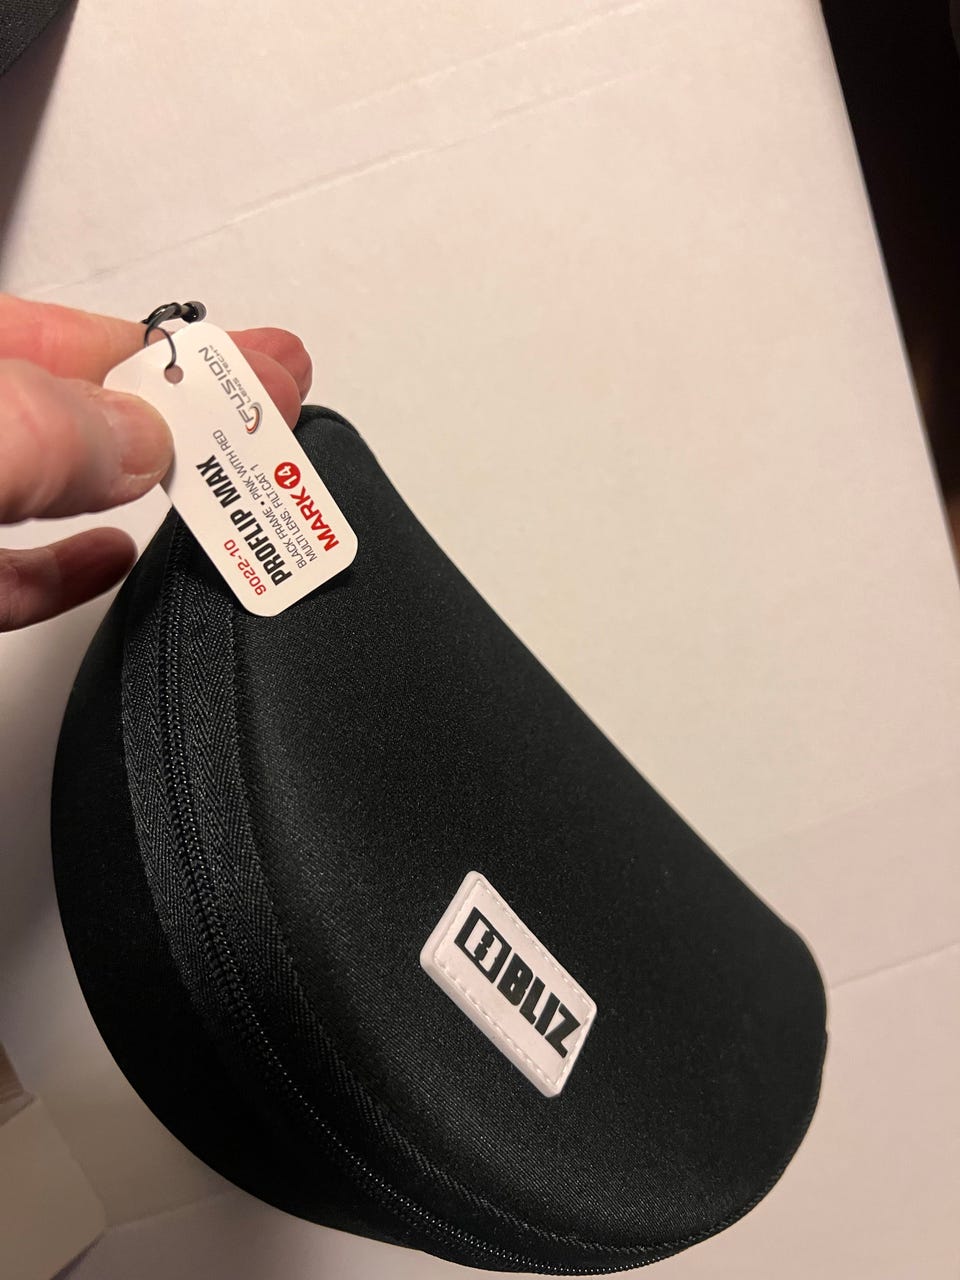 FUSION
LENS TECH™
9022-10
PROFLIP MAX
BLACK FRAME • PINK WITH RED
MULTI LENS. FILT.CAT 1
MARK 14
BLIZ